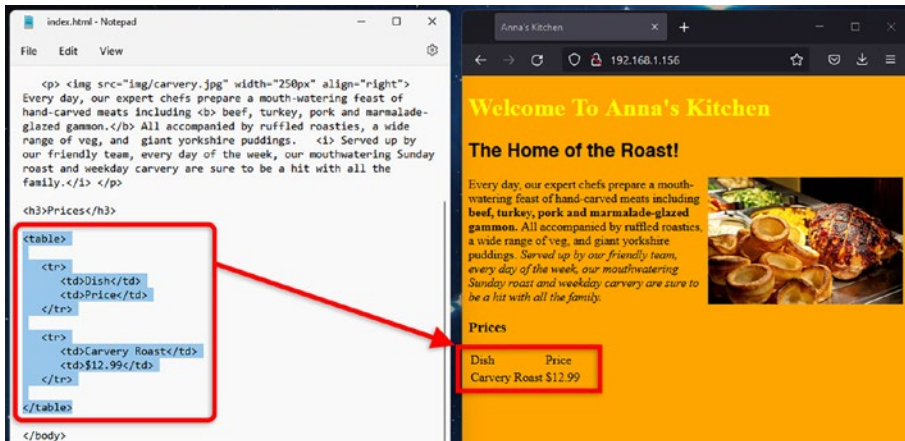 index.html - Notepad
File Edit View
<p> <img src="img/carvery.jpg" width="250px" align="right">
Every day, our expert chefs prepare a mouth-watering feast of
hand-carved meats including <b> beef, turkey, pork and marmalade-
glazed gammon.</b> All accompanied by ruffled roasties, a wide
range of veg, and  giant yorkshire puddings.   <i> Served up by
our friendly team, every day of the week, our mouthwatering Sunday
roast and weekday carvery are sure to be a hit with all the
family.</i> </p>
<h3>Prices</h3>
<table>
<tr>
<td>Dish</td>
<td>Price</td>
</tr>
<tr>
<td>Carvery Roast</td>
<td>$12.99</td>
</tr>
</table>
</body>
Anna's Kitchen
192.168.1.156
Welcome To Anna's Kitchen
The Home of the Roast!
Every day, our expert chefs prepare a mouth-
watering feast of hand-carved meats including
beef, turkey, pork and marmalade-glazed
gammon. All accompanied by ruffled roasties,
a wide range of veg, and giant yorkshire
puddings. Served up by our friendly team,
every day of the week, our mouthwatering
Sunday roast and weekday carvery are sure to
be a hit with all the family.
Prices
Dish Price
Carvery Roast $12.99